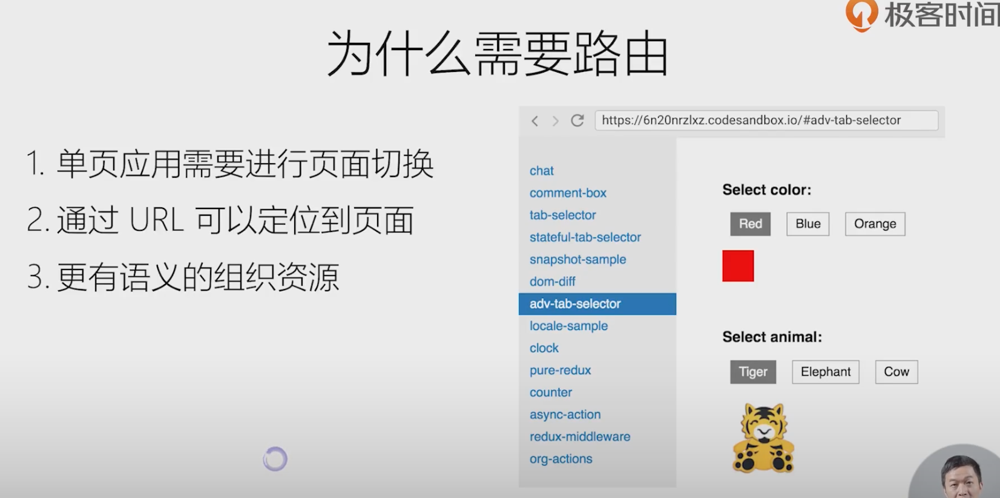 极客时间
为什么需要路由
1. 单页应用需要进行页面切换
2. 通过 URL 可以定位到页面
3. 更有语义的组织资源
https://6n20nrzlxz.codesandbox.io/#adv-tab-selector
chat
comment-box
tab-selector
stateful-tab-selector
snapshot-sample
dom-diff
adv-tab-selector
locale-sample
clock
pure-redux
counter
async-action
redux-middleware
org-actions
Select color:
Red Blue Orange
Select animal:
Tiger Elephant Cow